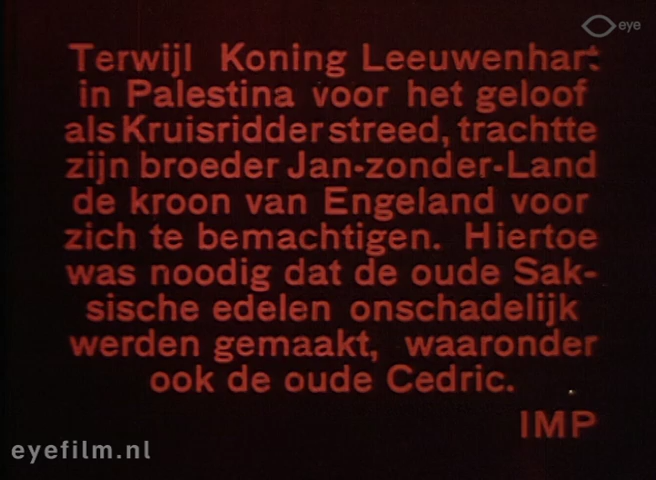 eye
Terwijl Koning Leeuwenhart
in Palestina voor het geloof
als Kruisridder streed, trachtte
zijn broeder Jan-zonder-Land
de kroon van Engeland voor
zich te bemachtigen. Hiertoe
was noodig dat de oude Sak-
sische edelen onschadelijk
werden gemaakt, waaronder
ook de oude Cedric.
IMP
eyefilm.nl